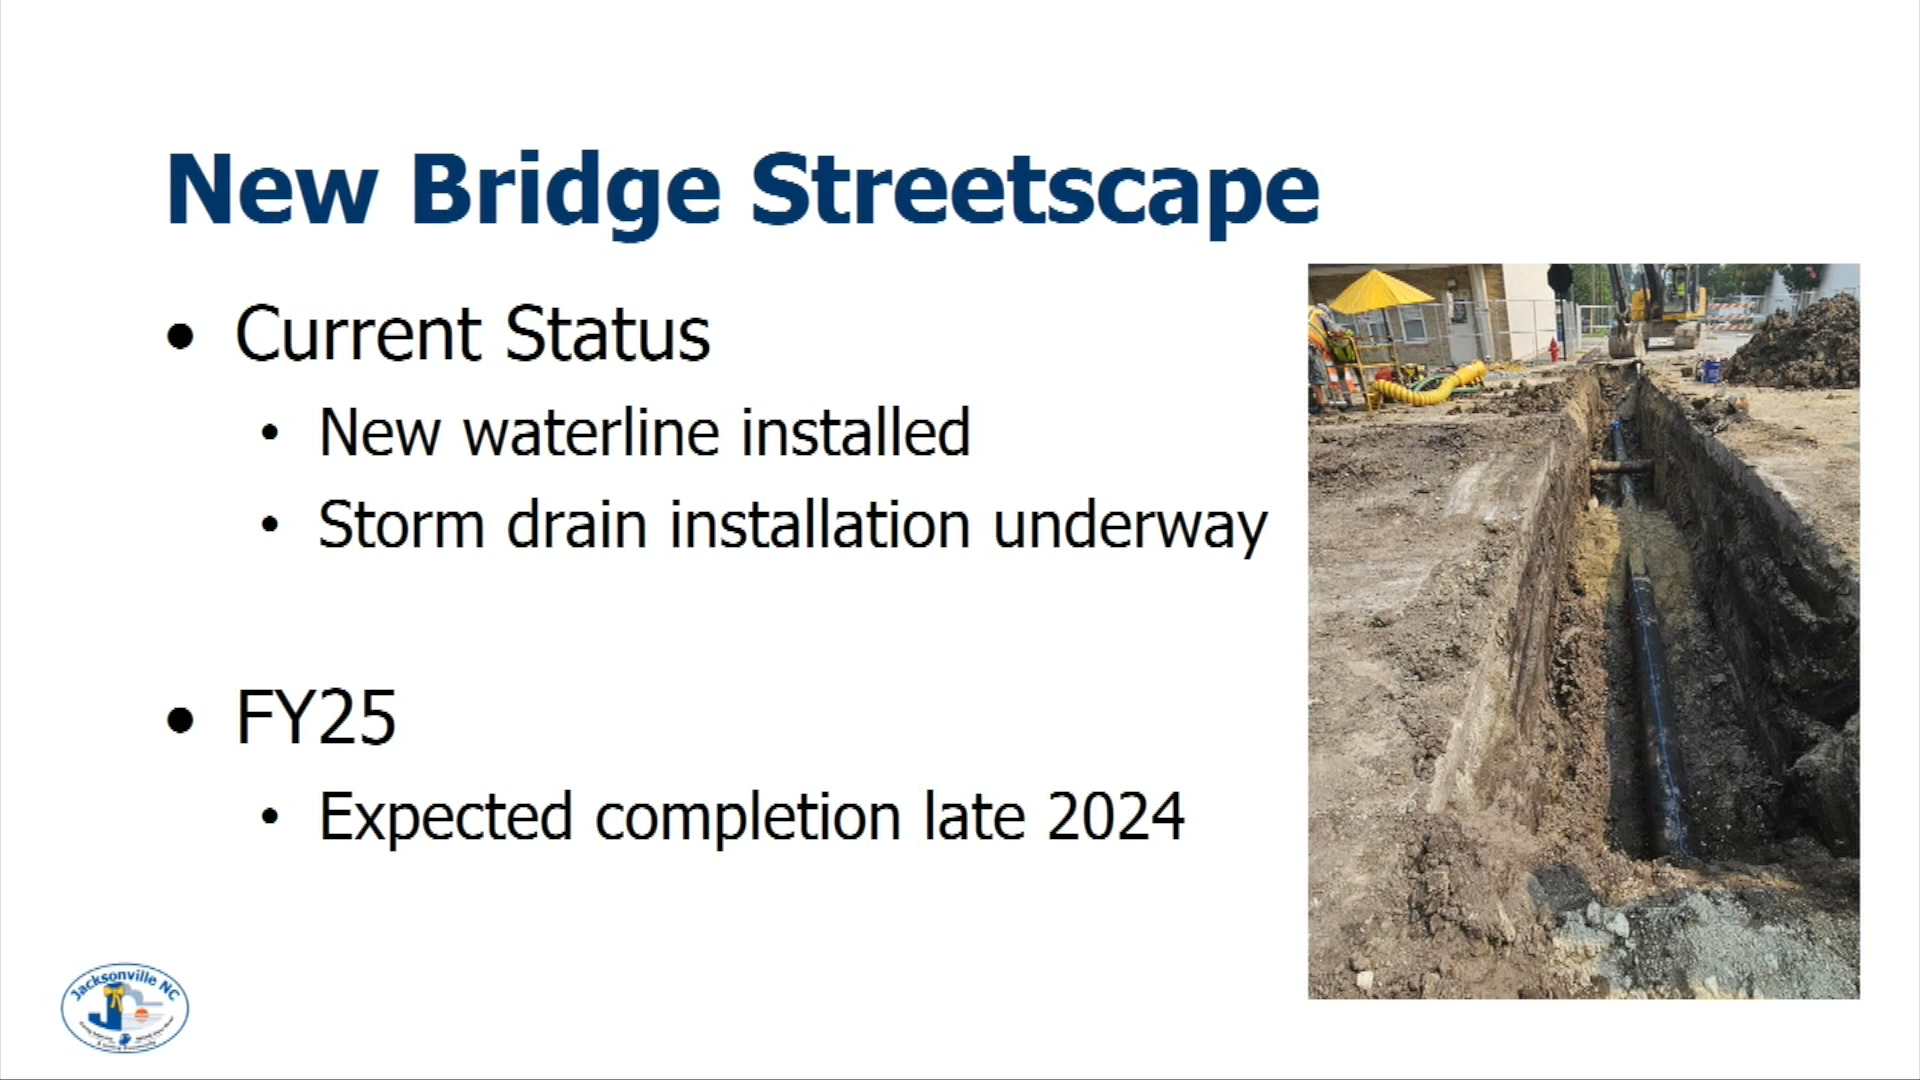 New Bridge Streetscape
• Current Status
• New waterline installed
• Storm drain installation underway
• FY25
• Expected completion late 2024
Jacksonville NC